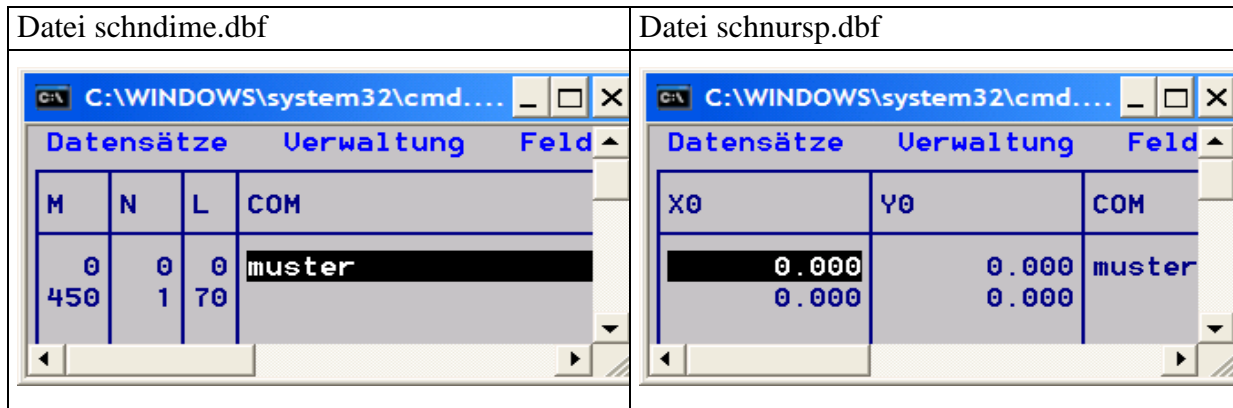 Datei schndime.dbf
Datei schnursp.dbf
C:\WINDOWS\system32\cmd....
Datensätze Verwaltung Feld
M N L COM
0 0 0 muster
450 1 70
C:\WINDOWS\system32\cmd....
Datensätze Verwaltung Feld
X0 Y0 COM
0.000 0.000 muster
0.000 0.000